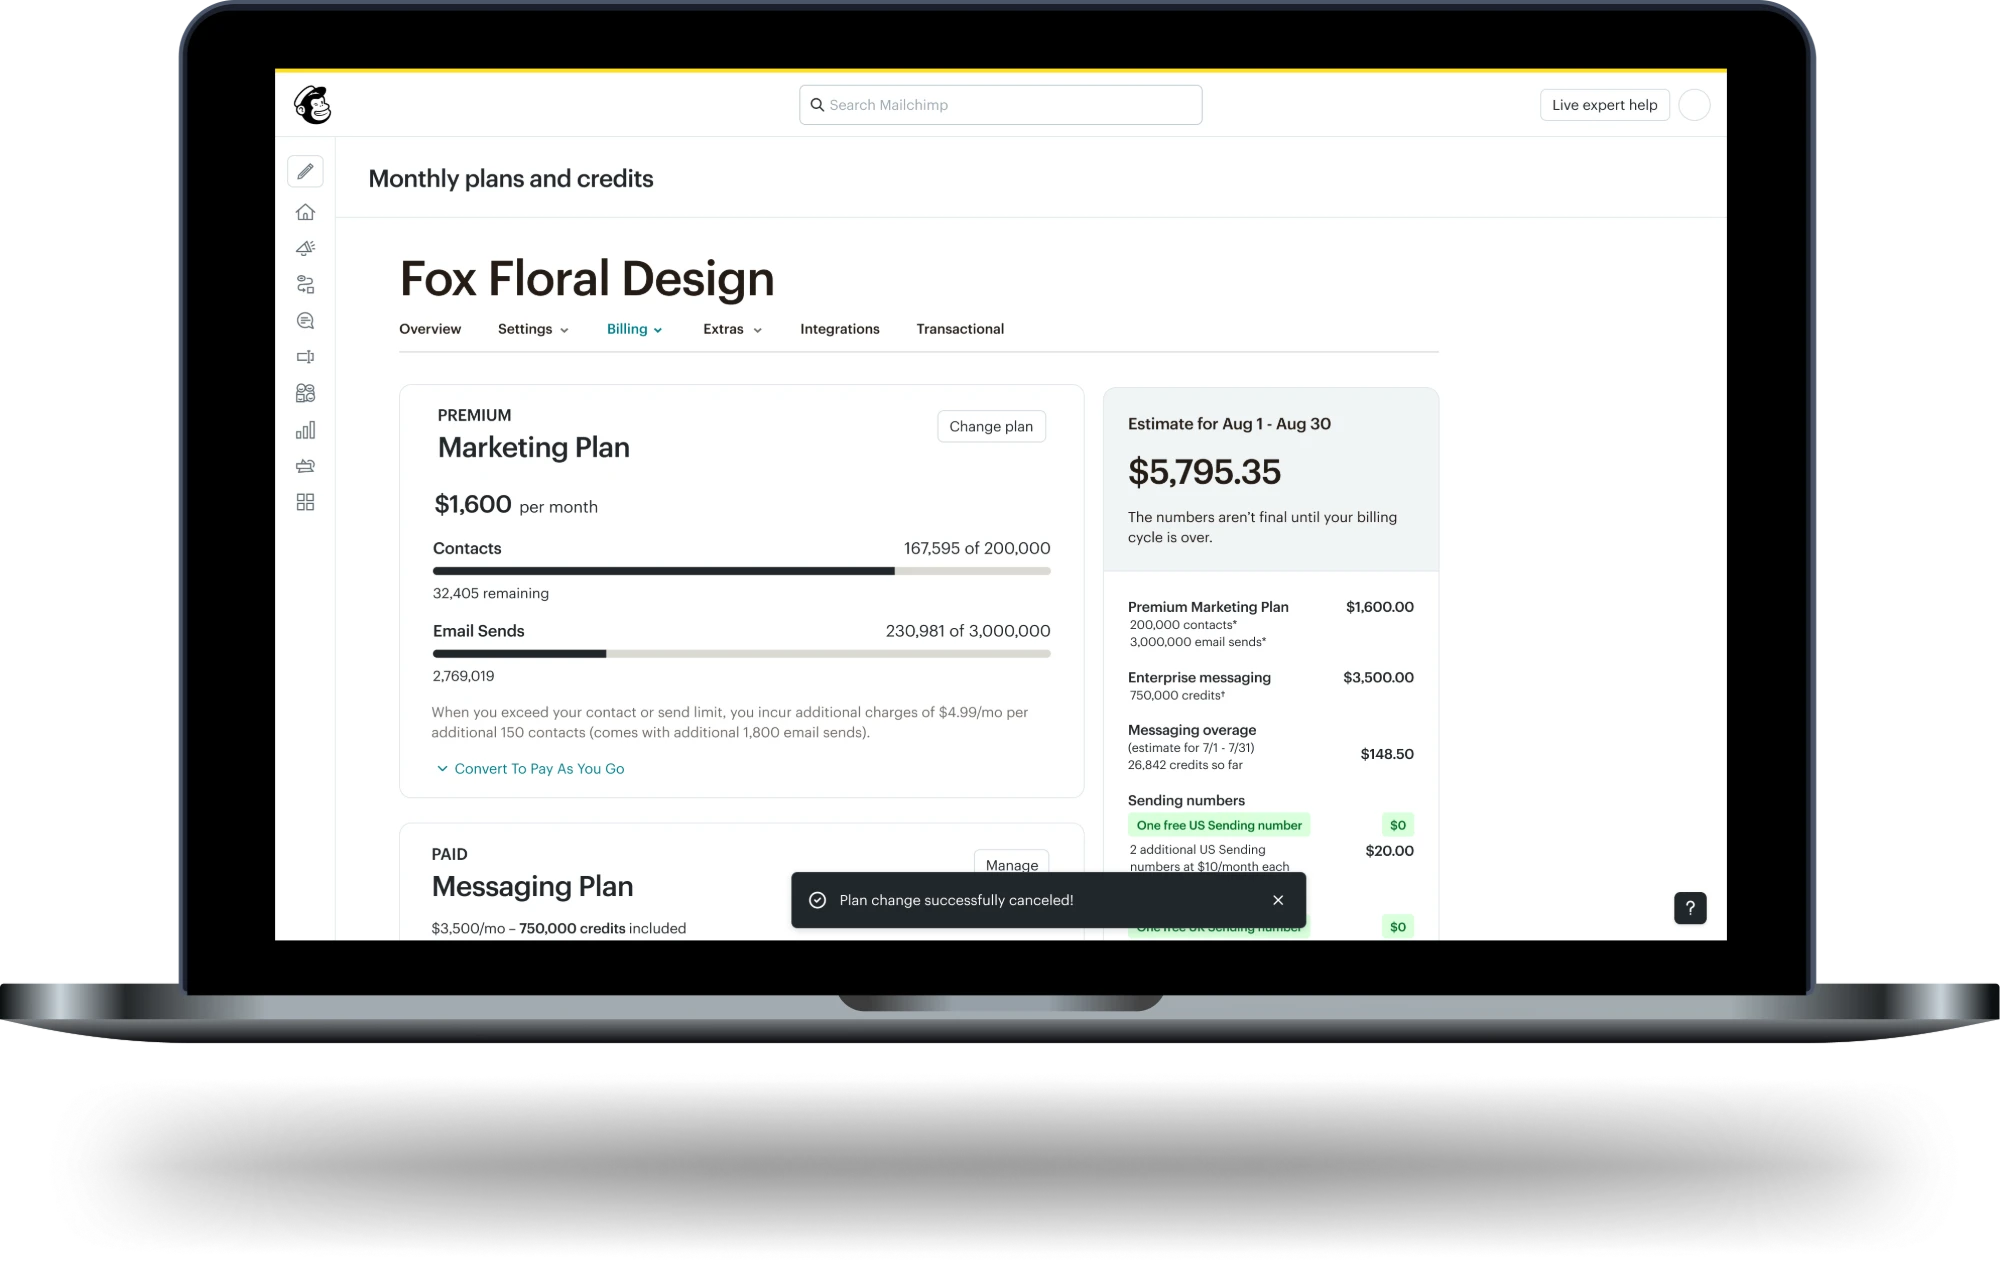 Search Mailchimp
Live expert help
Monthly plans and credits
Fox Floral Design
Overview
Settings
Billing
Extras
Integrations
Transactional
PREMIUM
Marketing Plan
Change plan
$1,600 per month
Contacts
167,595 of 200,000
32,405 remaining
Email Sends
230,981 of 3,000,000
2,769,019
When you exceed your contact or send limit, you incur additional charges of $4.99/mo per
additional 150 contacts (comes with additional 1,800 email sends).
Convert To Pay As You Go
PAID
Messaging Plan
Manage
$3,500/mo – 750,000 credits included
Estimate for Aug 1 - Aug 30
$5,795.35
The numbers aren’t final until your billing
cycle is over.
Premium Marketing Plan
$1,600.00
200,000 contacts*
3,000,000 email sends*
Enterprise messaging
$3,500.00
750,000 credits†
Messaging overage
(estimate for 7/1 - 7/31)
26,842 credits so far
$148.50
Sending numbers
One free US Sending number
$0
2 additional US Sending
numbers at $10/month each
$20.00
One free UK Sending number
$0
Plan change successfully canceled!
?